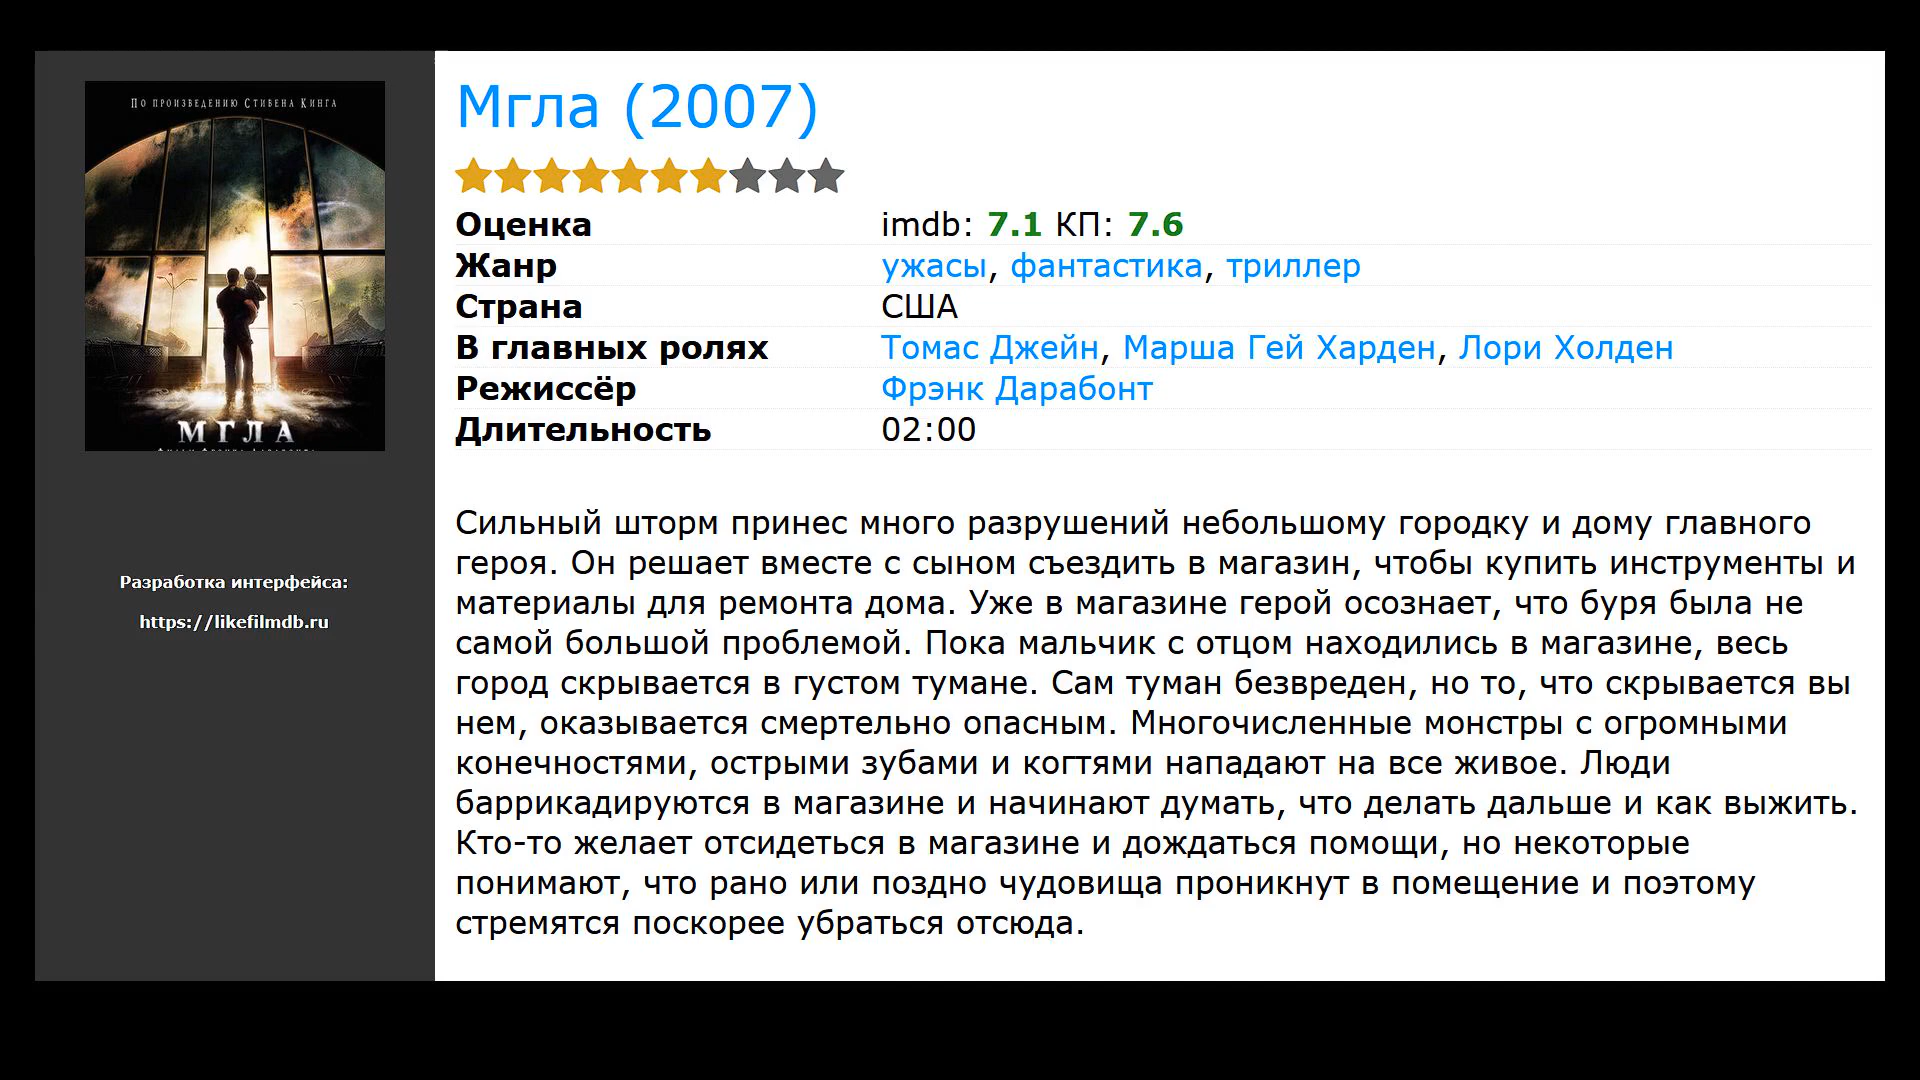 По произведению Стивена Кинга
МГЛА
Разработка интерфейса:
https://likefilmdb.ru
Мгла (2007)
Оценка imdb: 7.1 КП: 7.6
Жанр ужасы, фантастика, триллер
Страна США
В главных ролях Томас Джейн, Марша Гей Харден, Лори Холден
Режиссёр Фрэнк Дарабонт
Длительность 02:00
Сильный шторм принес много разрушений небольшому городку и дому главного
героя. Он решает вместе с сыном съездить в магазин, чтобы купить инструменты и
материалы для ремонта дома. Уже в магазине герой осознает, что буря была не
самой большой проблемой. Пока мальчик с отцом находились в магазине, весь
город скрывается в густом тумане. Сам туман безвреден, но то, что скрывается вы
нем, оказывается смертельно опасным. Многочисленные монстры с огромными
конечностями, острыми зубами и когтями нападают на все живое. Люди
баррикадируются в магазине и начинают думать, что делать дальше и как выжить.
Кто-то желает отсидеться в магазине и дождаться помощи, но некоторые
понимают, что рано или поздно чудовища проникнут в помещение и поэтому
стремятся поскорее убраться отсюда.